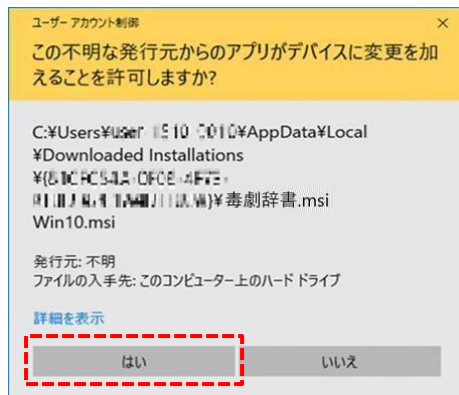 ユーザー アカウント制御
この不明な発行元からのアプリがデバイスに変更を加
えることを許可しますか?
C:¥Users¥ ¥AppData¥Local
¥Downloaded Installations
¥{ }¥毒劇辞書.msi
Win10.msi
発行元: 不明
ファイルの入手先: このコンピューター上のハード ドライブ
詳細を表示
はい
いいえ